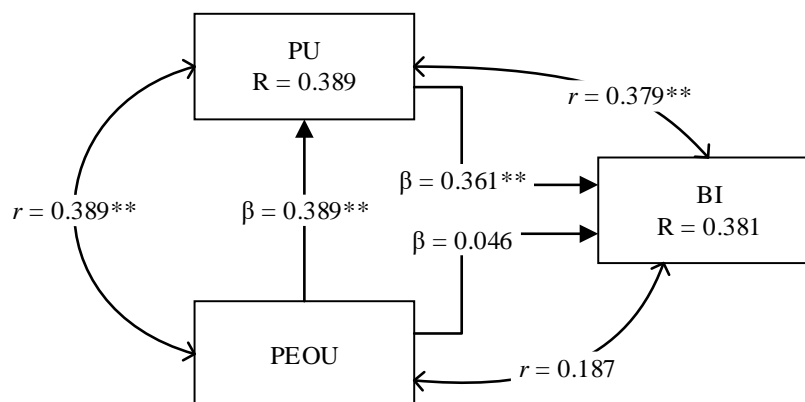 PU
R = 0.389
r = 0.379**
r = 0.389**
β = 0.389**
β = 0.361**
BI
R = 0.381
β = 0.046
PEOU
r = 0.187